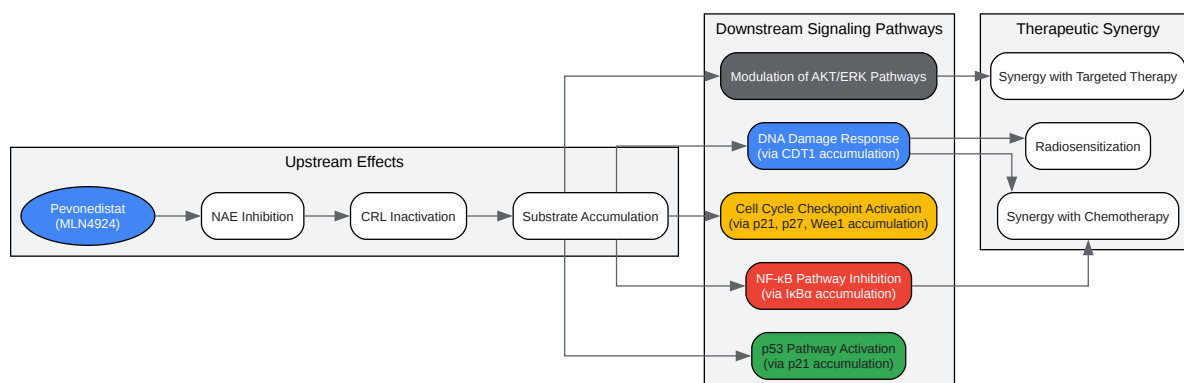 Downstream Signaling Pathways
Therapeutic Synergy
Modulation of AKT/ERK Pathways
Synergy with Targeted Therapy
DNA Damage Response
(via CDT1 accumulation)
Radiosensitization
Upstream Effects
Pevonedistat
(MLN4924)
NAE Inhibition
CRL Inactivation
Substrate Accumulation
Cell Cycle Checkpoint Activation
(via p21, p27, Wee1 accumulation)
Synergy with Chemotherapy
NF-κB Pathway Inhibition
(via IκBα accumulation)
p53 Pathway Activation
(via p21 accumulation)